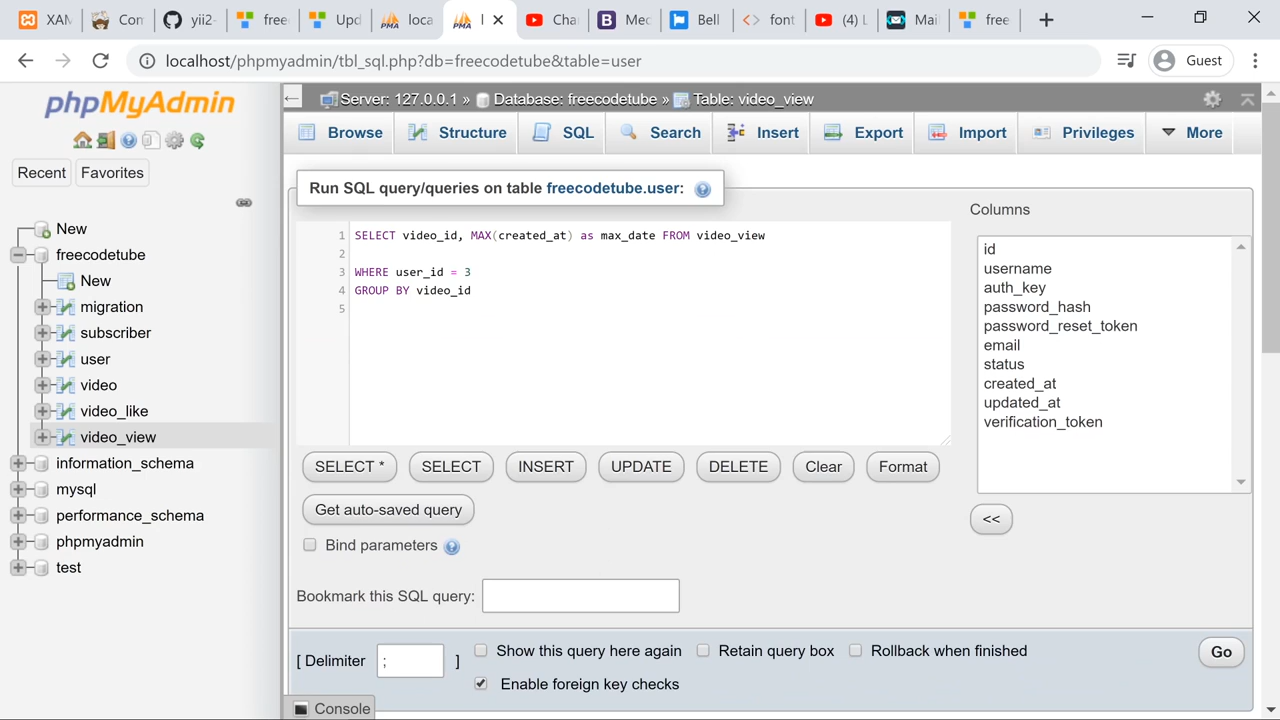 XAM
Com
yii2-
free
Upd
loca
l
Cha
Mec
Bell
font
(4) L
Mai
free
localhost/phpmyadmin/tbl_sql.php?db=freecodetube&table=user
Guest
phpMyAdmin
Recent
Favorites
New
freecodetube
New
migration
subscriber
user
video
video_like
video_view
information_schema
mysql
performance_schema
phpmyadmin
test
Server: 127.0.0.1 » Database: freecodetube » Table: video_view
Browse
Structure
SQL
Search
Insert
Export
Import
Privileges
More
Run SQL query/queries on table freecodetube.user:
1 SELECT video_id, MAX(created_at) as max_date FROM video_view
2
3 WHERE user_id = 3
4 GROUP BY video_id
5
Columns
id
username
auth_key
password_hash
password_reset_token
email
status
created_at
updated_at
verification_token
<<
SELECT *
SELECT
INSERT
UPDATE
DELETE
Clear
Format
Get auto-saved query
Bind parameters
Bookmark this SQL query:
[ Delimiter ; ]
Show this query here again
Retain query box
Rollback when finished
Enable foreign key checks
Go
Console